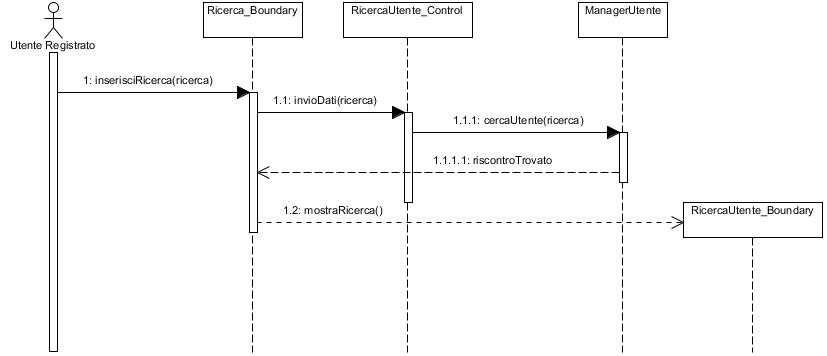 Ricerca_Boundary
RicercaUtente_Control
ManagerUtente
Utente Registrato
1: inserisciRicerca(ricerca)
1.1: invioDati(ricerca)
1.1.1: cercaUtente(ricerca)
1.1.1.1: riscontroTrovato
1.2: mostraRicerca()
RicercaUtente_Boundary